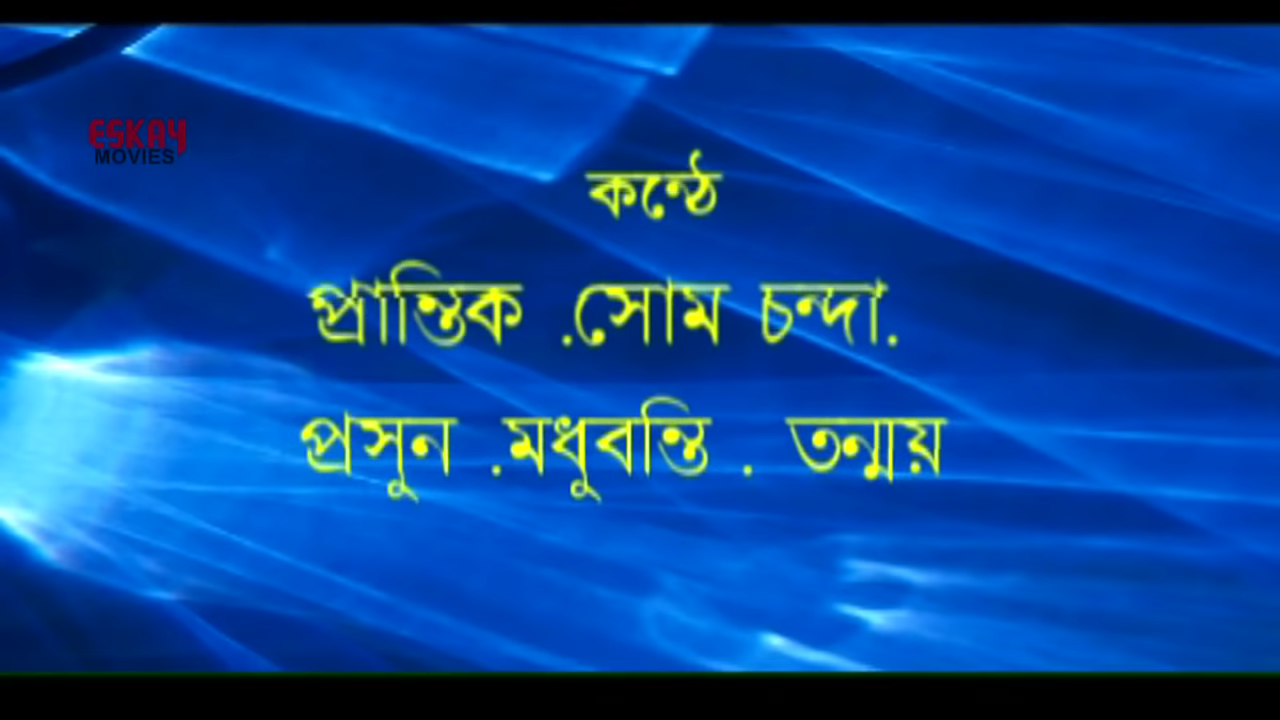 ESKAY
MOVIES
কন্ঠে
প্রান্তিক .সোম চন্দা.
প্রসুন .মধুবন্তি . তন্ময়